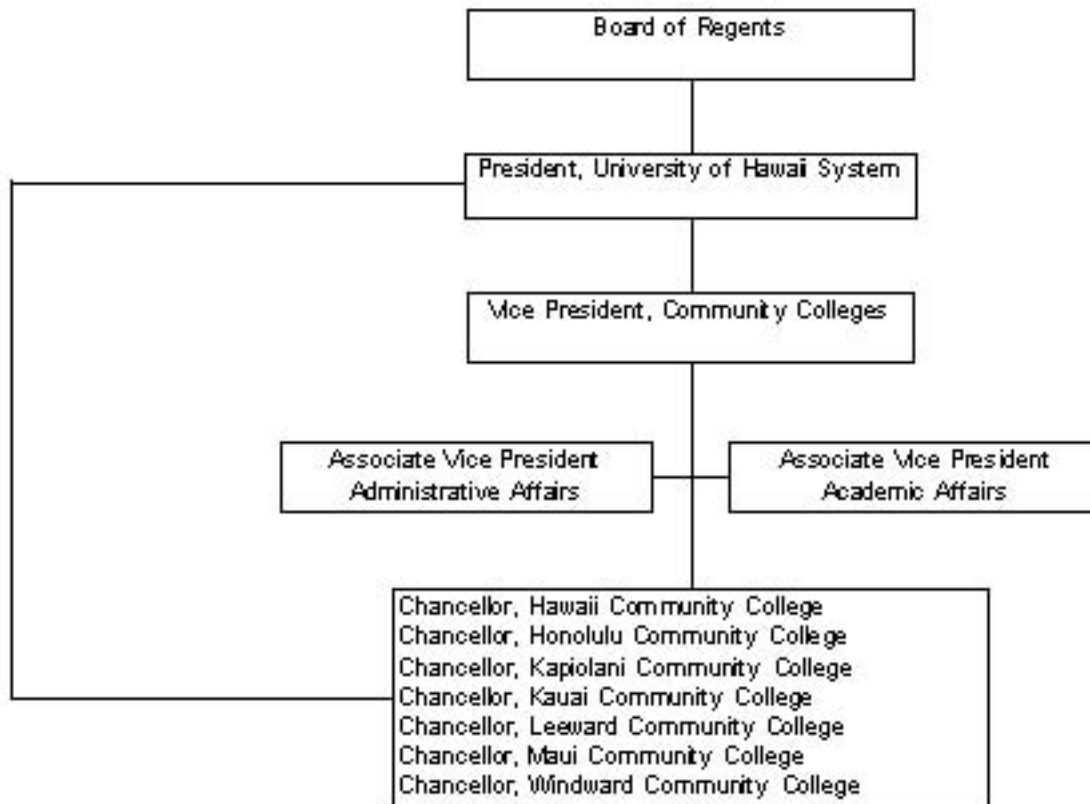 Board of Regents
President, University of Hawaii System
Vice President, Community Colleges
Associate Vice President
Administrative Affairs
Associate Vice President
Academic Affairs
Chancellor, Hawaii Community College
Chancellor, Honolulu Community College
Chancellor, Kapiolani Community College
Chancellor, Kauai Community College
Chancellor, Leeward Community College
Chancellor, Maui Community College
Chancellor, Windward Community College